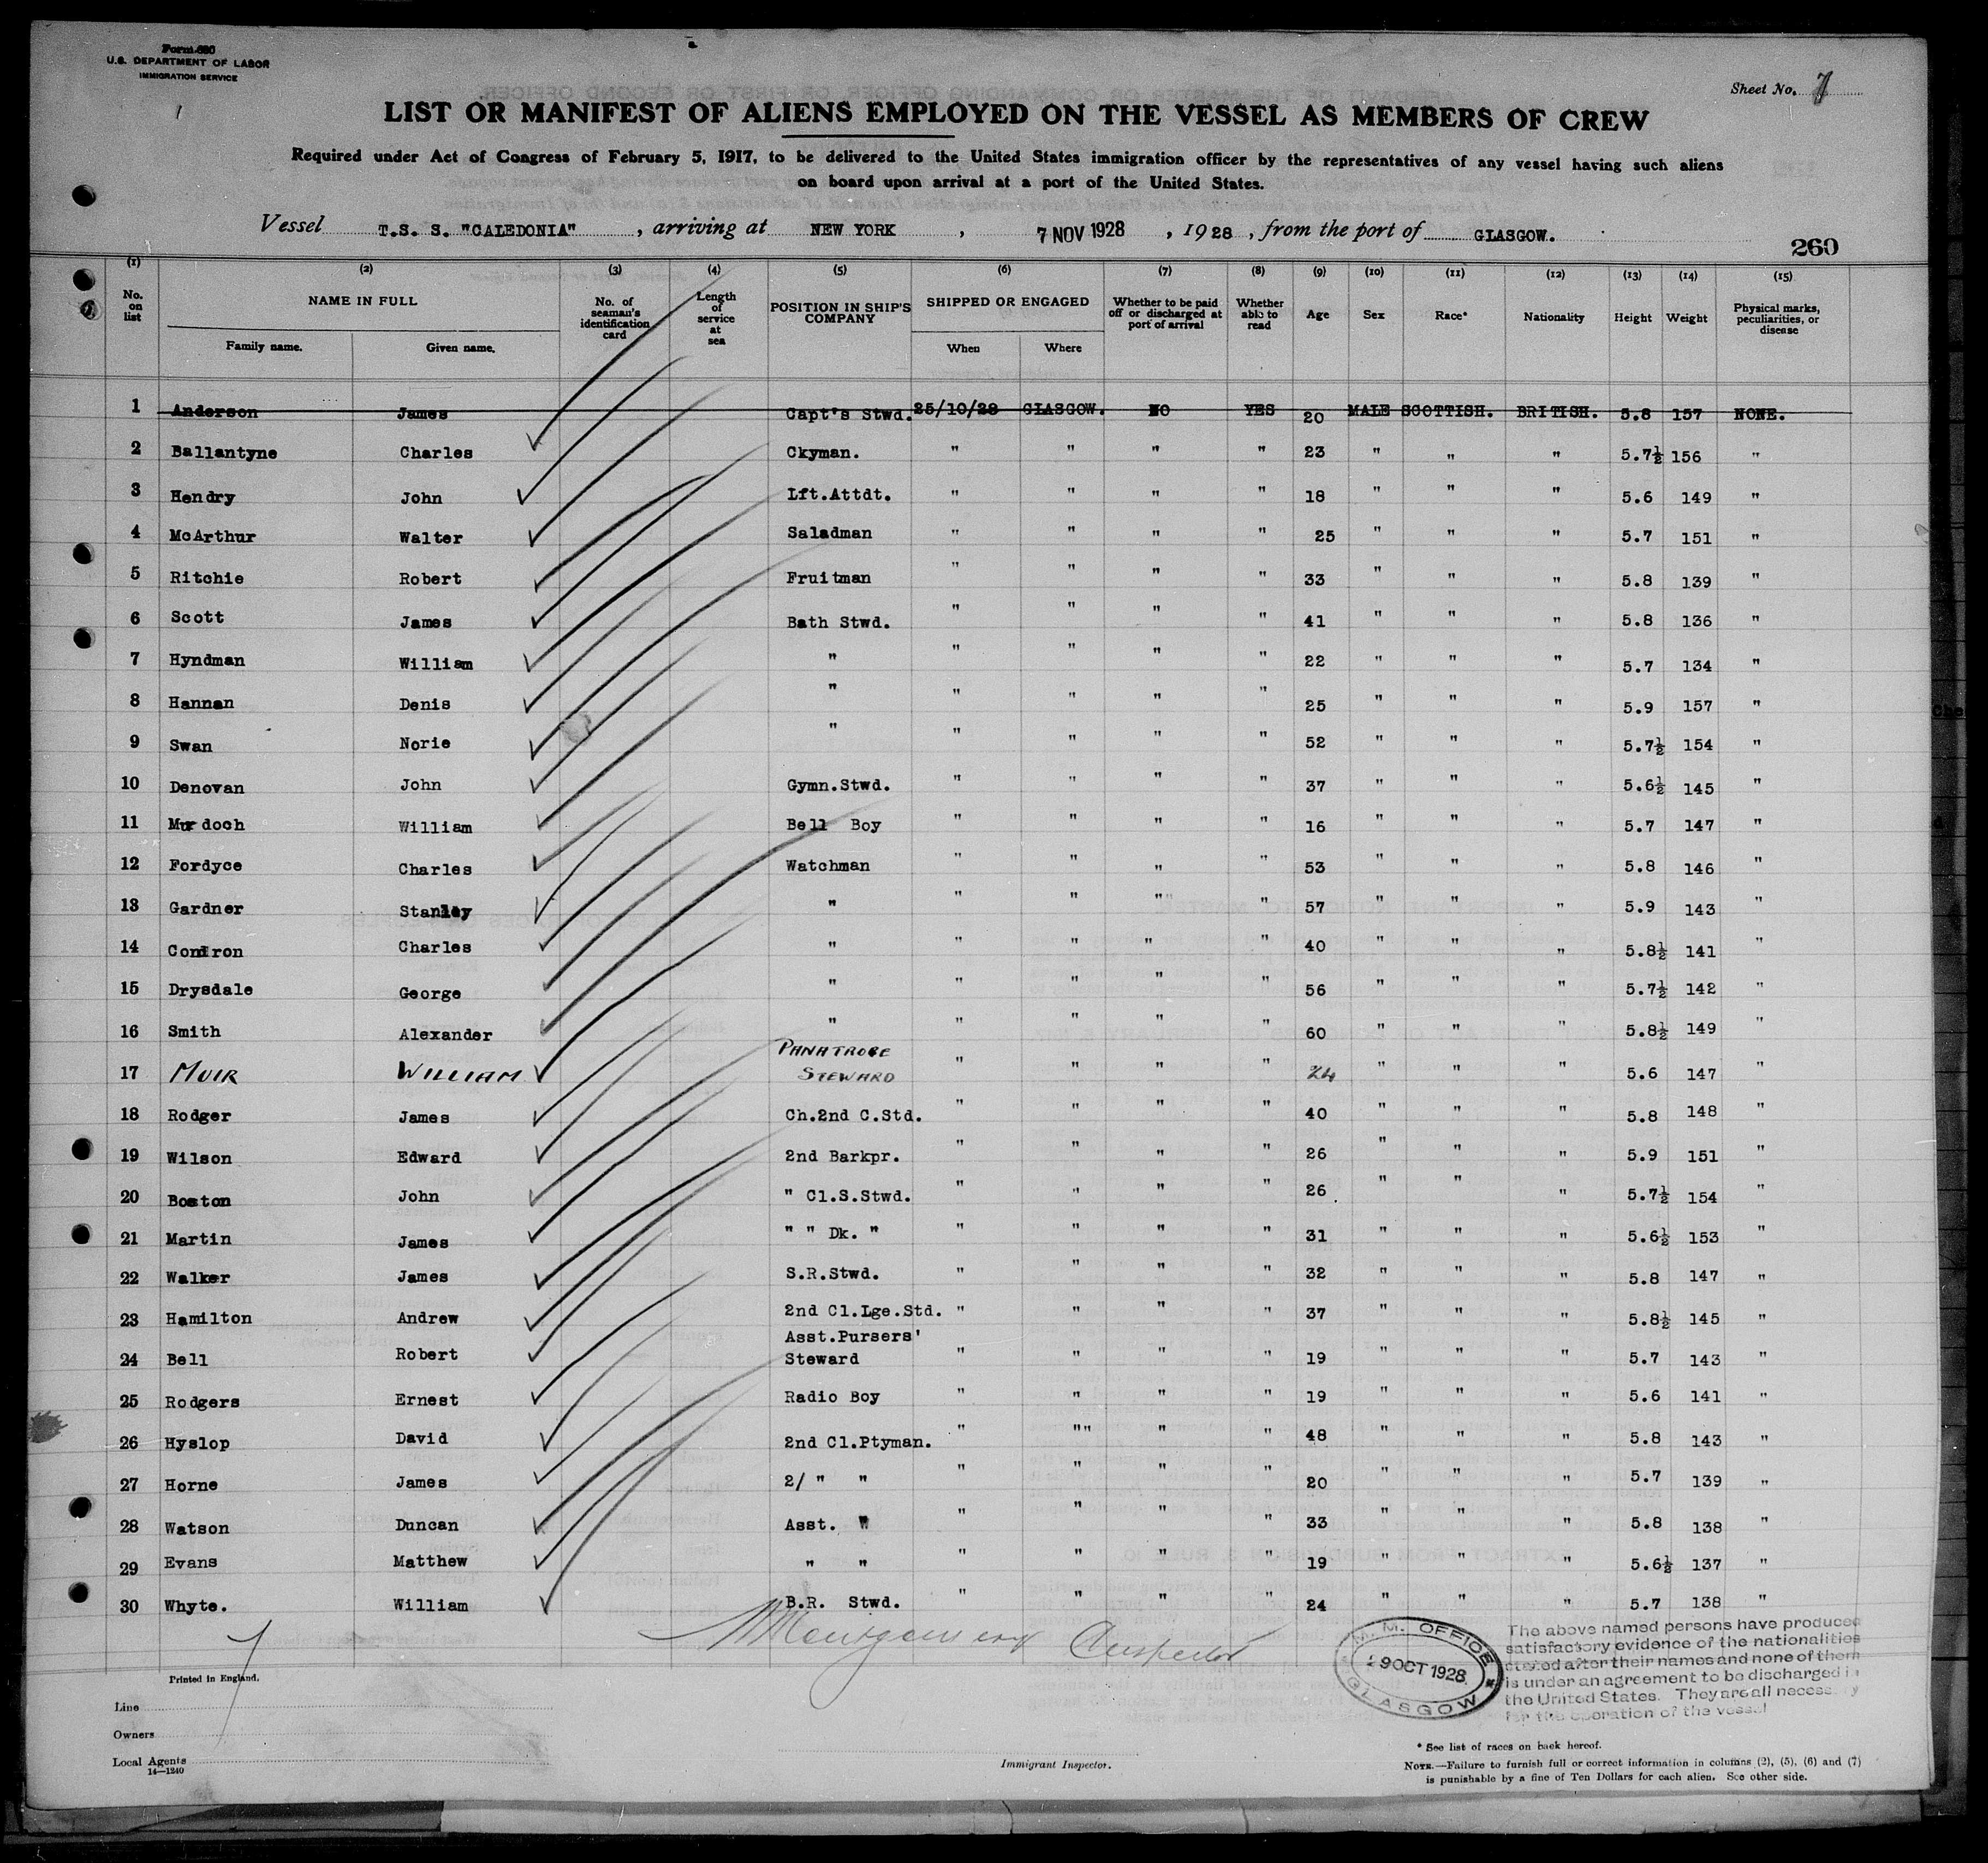 Form 680
U.S. DEPARTMENT OF LABOR
IMMIGRATION SERVICE
Sheet No. 7
LIST OR MANIFEST OF ALIENS EMPLOYED ON THE VESSEL AS MEMBERS OF CREW
Required under Act of Congress of February 5, 1917, to be delivered to the United States immigration officer by the representatives of any vessel having such aliens
on board upon arrival at a port of the United States.
Vessel T.S. S. "CALEDONIA", arriving at NEW YORK, 7 NOV 1928, 1928, from the port of GLASGOW.
260
(1) (2) (3) (4) (5) (6) (7) (8) (9) (10) (11) (12) (13) (14) (15)
No. on list NAME IN FULL Family name. Given name. No. of seaman's identification card Length of service at sea POSITION IN SHIP'S COMPANY SHIPPED OR ENGAGED When Where Whether to be paid off or discharged at port of arrival Whether able to read Age Sex Race* Nationality Height Weight Physical marks, peculiarities, or disease
1 Anderson James Capt's Stwd. 25/10/28 GLASGOW. NO YES 20 MALE SCOTTISH. BRITISH. 5.8 157 NONE.
2 Ballantyne Charles Ckyman. " " " " 23 " " " 5.7½ 156 "
3 Hendry John Lft.Attdt. " " " " 18 " " " 5.6 149 "
4 McArthur Walter Saladman " " " " 25 " " " 5.7 151 "
5 Ritchie Robert Fruitman " " " " 33 " " " 5.8 139 "
6 Scott James Bath Stwd. " " " " 41 " " " 5.8 136 "
7 Hyndman William " " " " " 22 " " " 5.7 134 "
8 Hannan Denis " " " " " 25 " " " 5.9 157 "
9 Swan Norie " " " " " 52 " " " 5.7½ 154 "
10 Denovan John Gymn.Stwd. " " " " 37 " " " 5.6½ 145 "
11 Murdoch William Bell Boy " " " " 16 " " " 5.7 147 "
12 Fordyce Charles Watchman " " " " 53 " " " 5.8 146 "
13 Gardner Stanley " " " " " 57 " " " 5.9 143 "
14 Condron Charles " " " " " 40 " " " 5.8½ 141 "
15 Drysdale George " " " " " 56 " " " 5.7½ 142 "
16 Smith Alexander " " " " " 60 " " " 5.8½ 149 "
17 MUIR WILLIAM PANATROPE STEWARD " " " " 24 " " " 5.6 147 "
18 Rodger James Ch.2nd C.Std. " " " " 40 " " " 5.8 148 "
19 Wilson Edward 2nd Barkpr. " " " " 26 " " " 5.9 151 "
20 Boston John " Cl.S.Stwd. " " " " 26 " " " 5.7½ 154 "
21 Martin James " " Dk. " " " " " 31 " " " 5.6½ 153 "
22 Walker James S.R.Stwd. " " " " 32 " " " 5.8 147 "
23 Hamilton Andrew 2nd Cl.Lge.Std. " " " " 37 " " " 5.8½ 145 "
24 Bell Robert Asst.Pursers' Steward " " " " 19 " " " 5.7 143 "
25 Rodgers Ernest Radio Boy " " " " 19 " " " 5.6 141 "
26 Hyslop David 2nd Cl.Ptyman. " "" " " 48 " " " 5.8 143 "
27 Horne James 2/ " " " " " " 20 " " " 5.7 139 "
28 Watson Duncan Asst. " " " " " 33 " " " 5.8 138 "
29 Evans Matthew " " " " " " 19 " " " 5.6½ 137 "
30 Whyte. William B.R. Stwd. " " " " 24 " " " 5.7 138 "
Inspector
M. M. OFFICE
29 OCT 1928
GLASGOW
The above named persons have produced
satisfactory evidence of the nationalities
stated after their names and none of them
is under an agreement to be discharged in
the United States. They are all necessary
for the operation of the vessel
Printed in England.
Line
Owners
Local Agents
14—1240
Immigrant Inspector.
* See list of races on back hereof.
NOTE.—Failure to furnish full or correct information in columns (2), (5), (6) and (7)
is punishable by a fine of Ten Dollars for each alien. See other side.